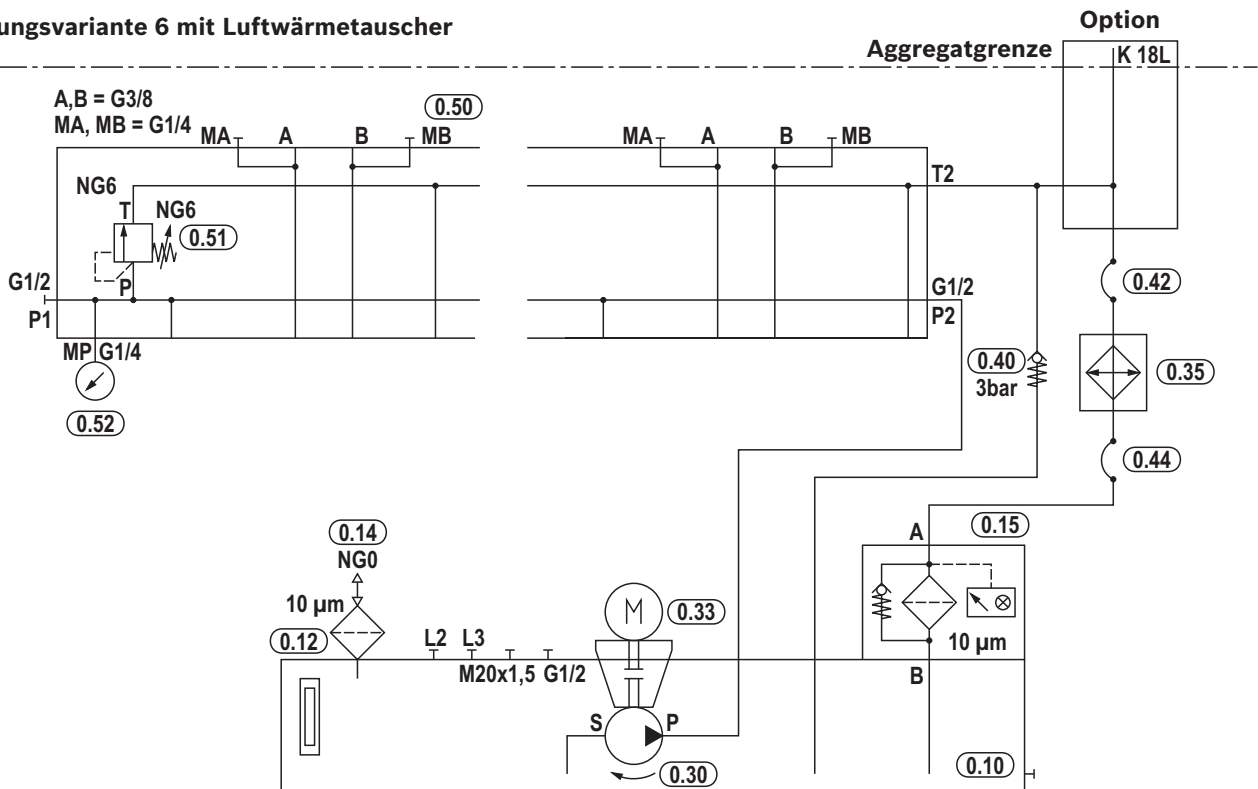 ungsvariante 6 mit Luftwärmetauscher
Option
Aggregatgrenze
K 18L
A,B = G3/8
MA, MB = G1/4
0.50
MA
A
B
MB
MA
A
B
MB
T2
NG6
T
NG6
0.51
G1/2
P
P1
G1/2
P2
0.42
MP G1/4
0.40
3bar
0.35
0.52
0.44
0.14
NG0
A
0.15
10 µm
0.12
M
0.33
L2
L3
M20x1,5 G1/2
10 µm
B
S
P
0.30
0.10